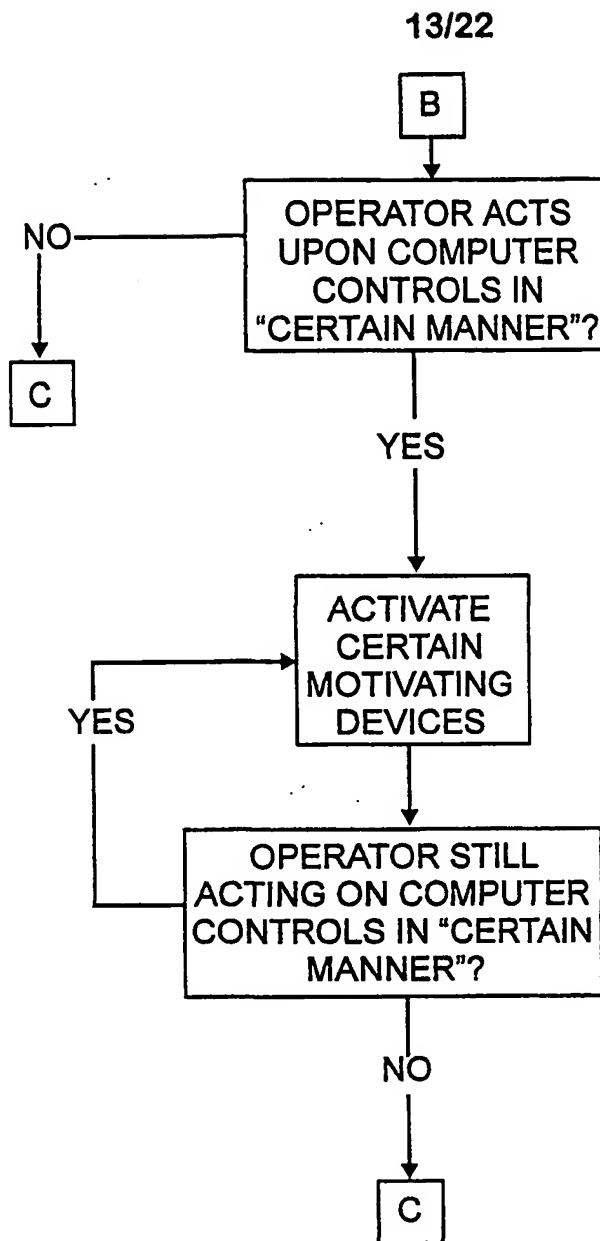 13/22
B
OPERATOR ACTS
UPON COMPUTER
CONTROLS IN
“CERTAIN MANNER”?
NO
C
YES
ACTIVATE
CERTAIN
MOTIVATING
DEVICES
YES
OPERATOR STILL
ACTING ON COMPUTER
CONTROLS IN “CERTAIN
MANNER”?
NO
C